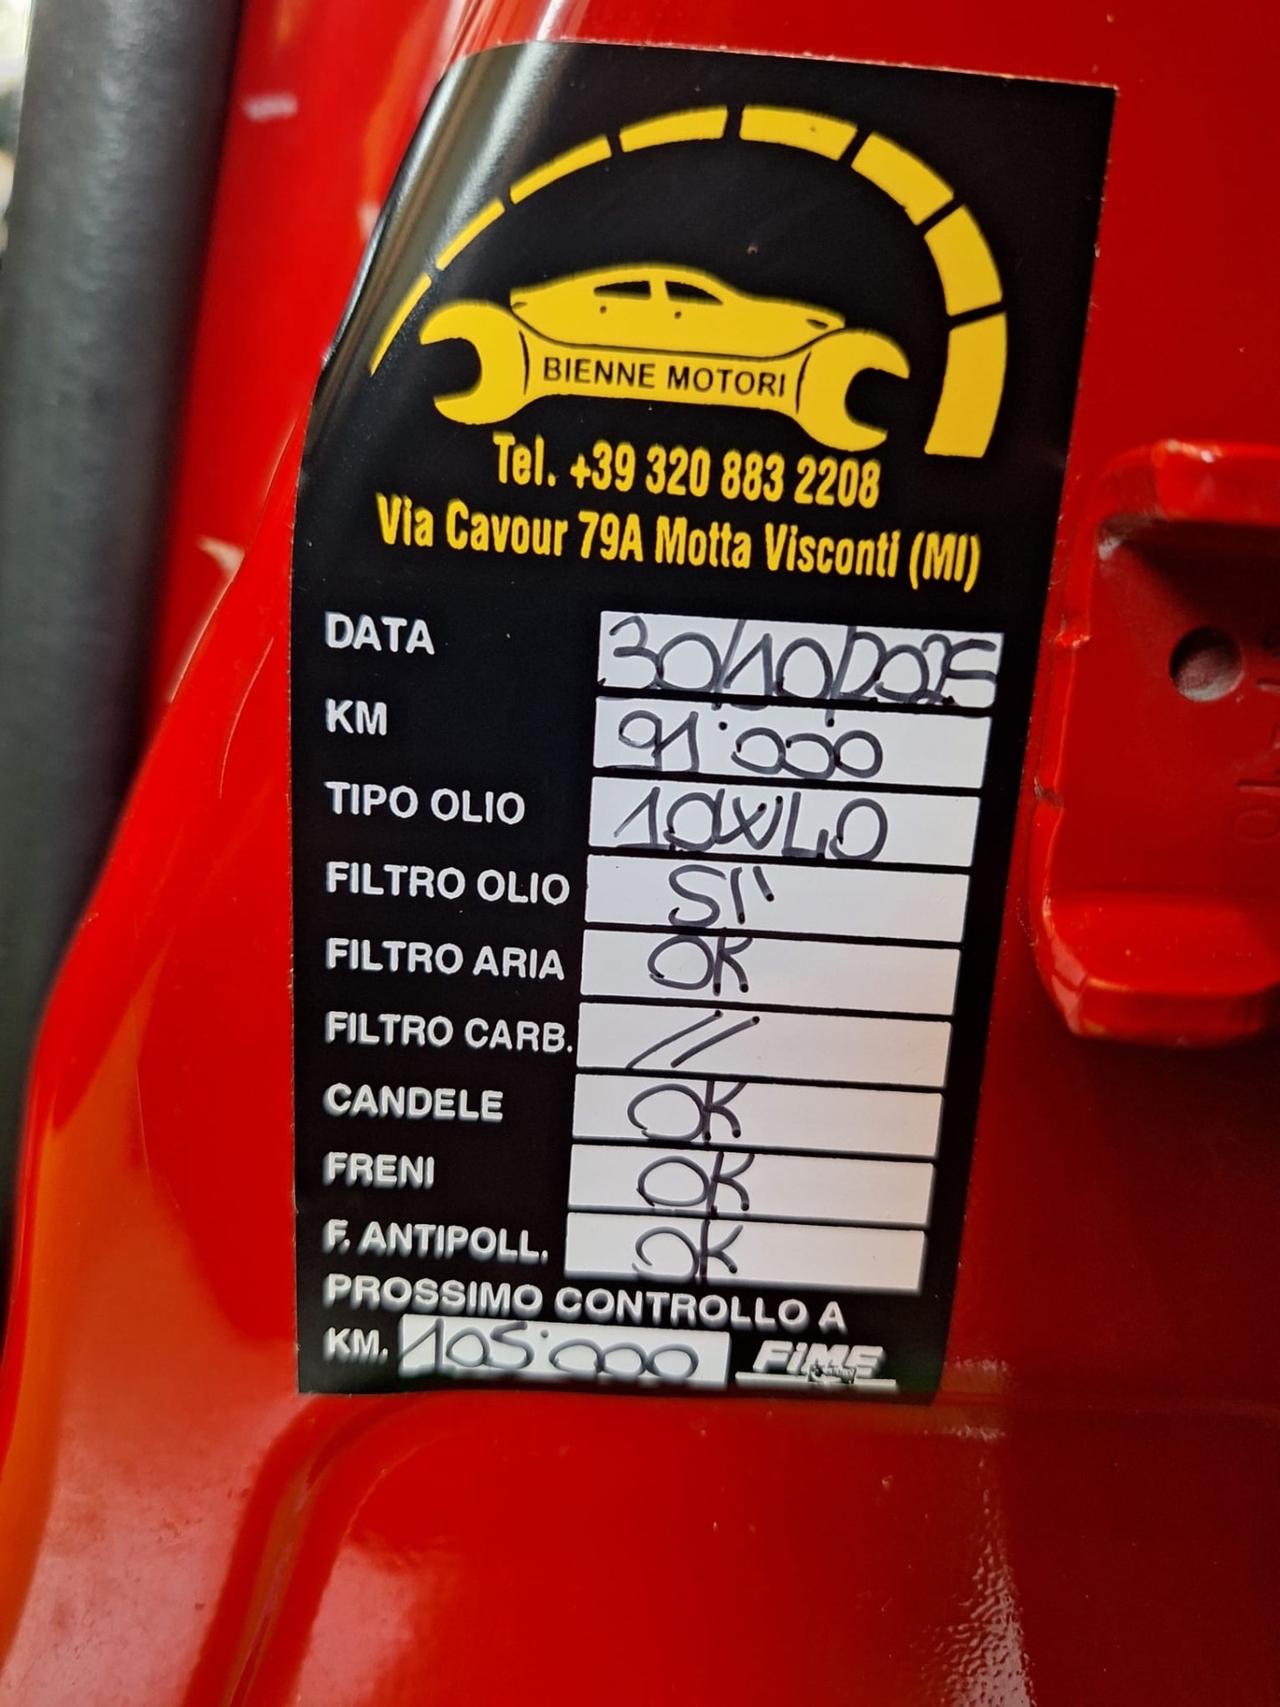 BIENNE MOTORI
Tel. +39 320 883 2208
Via Cavour 79A Motta Visconti (MI)
DATA 30/10/2025
KM 91'000
TIPO OLIO 10W40
FILTRO OLIO SI'
FILTRO ARIA OK
FILTRO CARB. //
CANDELE OK
FRENI OK
F. ANTIPOLL. OK
PROSSIMO CONTROLLO A
KM. 105'000 FiME